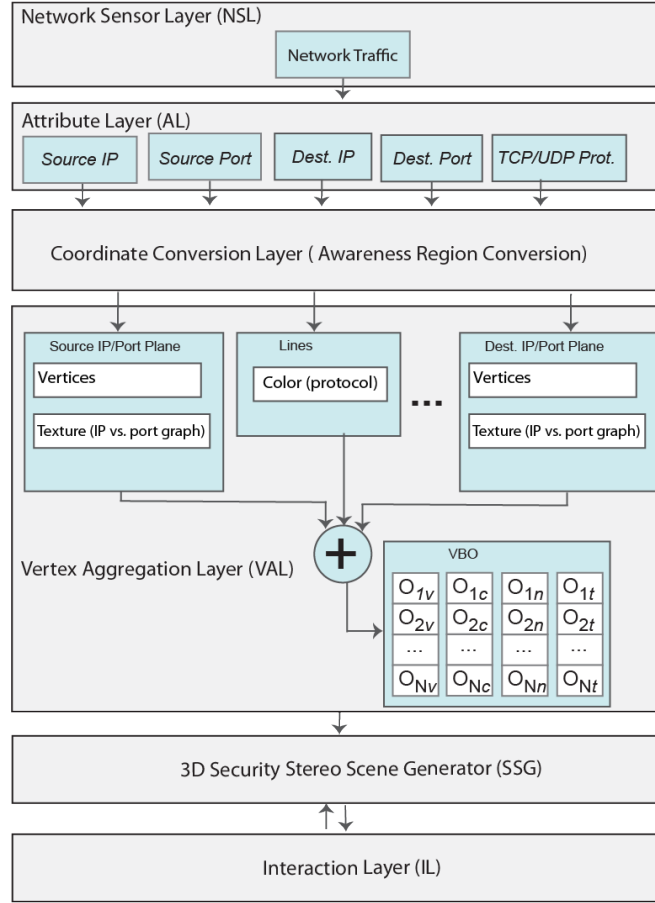 Network Sensor Layer (NSL)
Network Traffic
Attribute Layer (AL)
Source IP
Source Port
Dest. IP
Dest. Port
TCP/UDP Prot.
Coordinate Conversion Layer ( Awareness Region Conversion)
Source IP/Port Plane
Vertices
Texture (IP vs. port graph)
Lines
Color (protocol)
...
Dest. IP/Port Plane
Vertices
Texture (IP vs. port graph)
+
Vertex Aggregation Layer (VAL)
VBO
O1v O1c O1n O1t
O2v O2c O2n O2t
... ... ... ...
ONv ONc ONn ONt
3D Security Stereo Scene Generator (SSG)
Interaction Layer (IL)